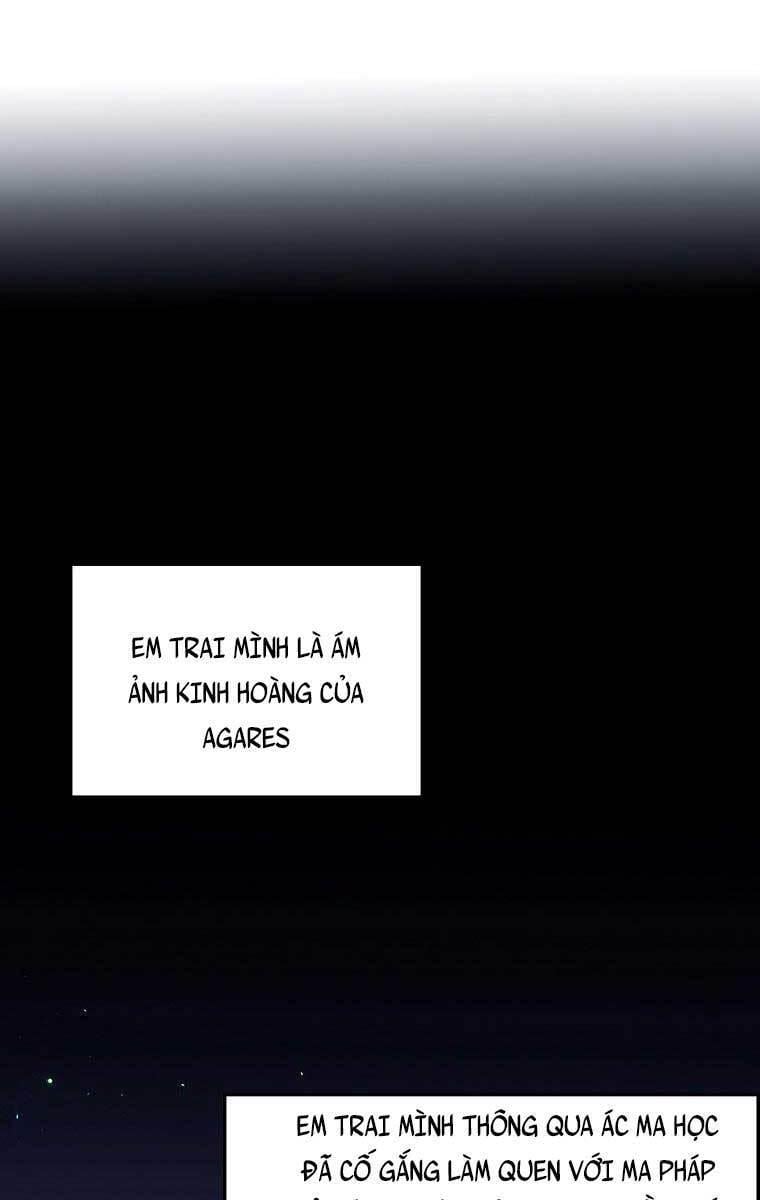 EM TRAI MÌNH LÀ ÁM
ẢNH KINH HOÀNG CỦA
AGARES
EM TRAI MÌNH THÔNG QUA ÁC MA HỌC
ĐÃ CỐ GẮNG LÀM QUEN VỚI MA PHÁP